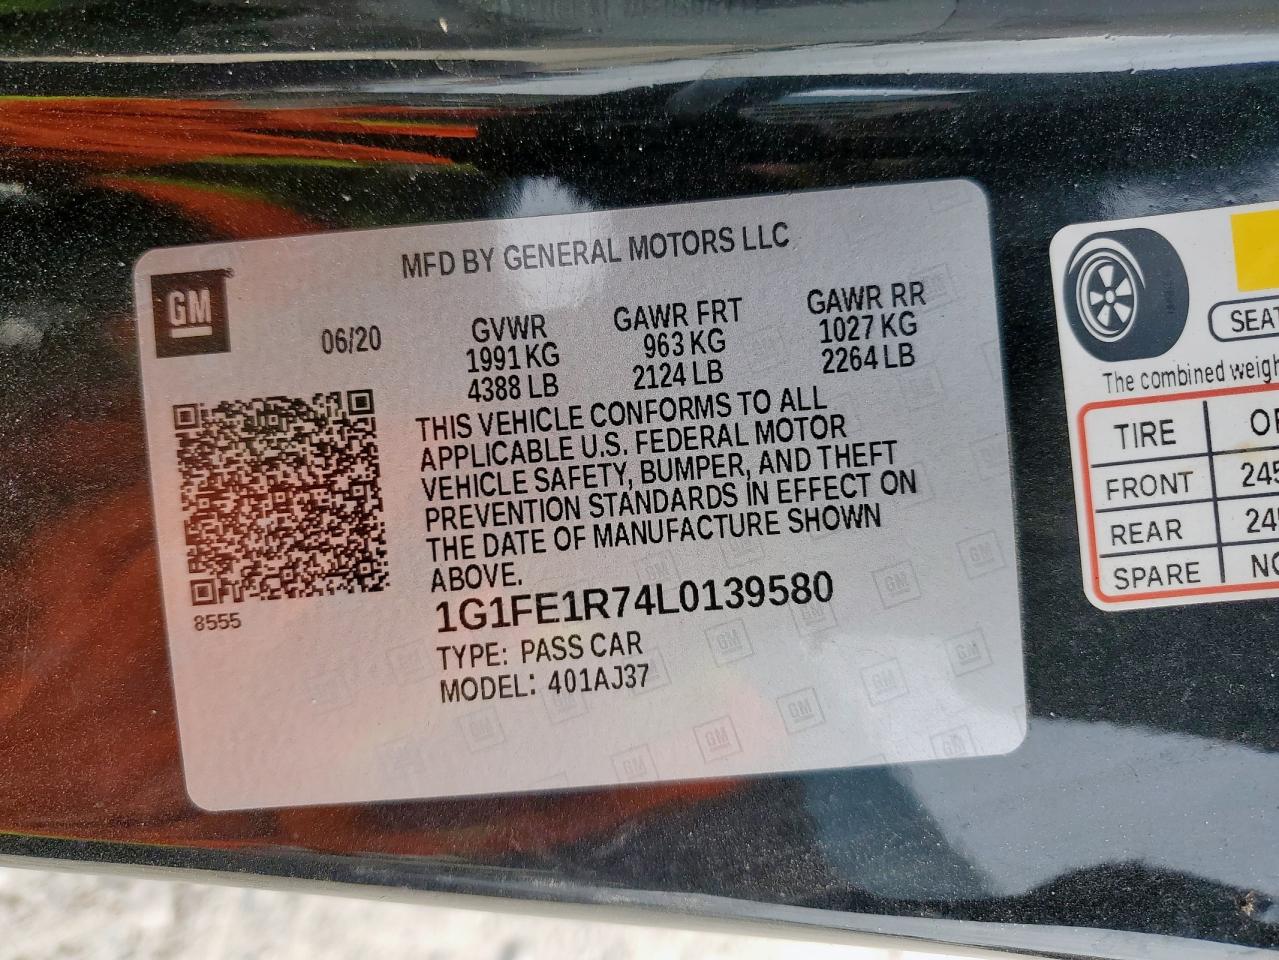 MFD BY GENERAL MOTORS LLC
GM
06/20
GVWR
1991 KG
4388 LB
GAWR FRT
963 KG
2124 LB
GAWR RR
1027 KG
2264 LB
THIS VEHICLE CONFORMS TO ALL
APPLICABLE U.S. FEDERAL MOTOR
VEHICLE SAFETY, BUMPER, AND THEFT
PREVENTION STANDARDS IN EFFECT ON
THE DATE OF MANUFACTURE SHOWN
ABOVE.
8555
1G1FE1R74L0139580
TYPE: PASS CAR
MODEL: 401AJ37
SEAT
The combined weigh
TIRE
FRONT 245
REAR 24
SPARE